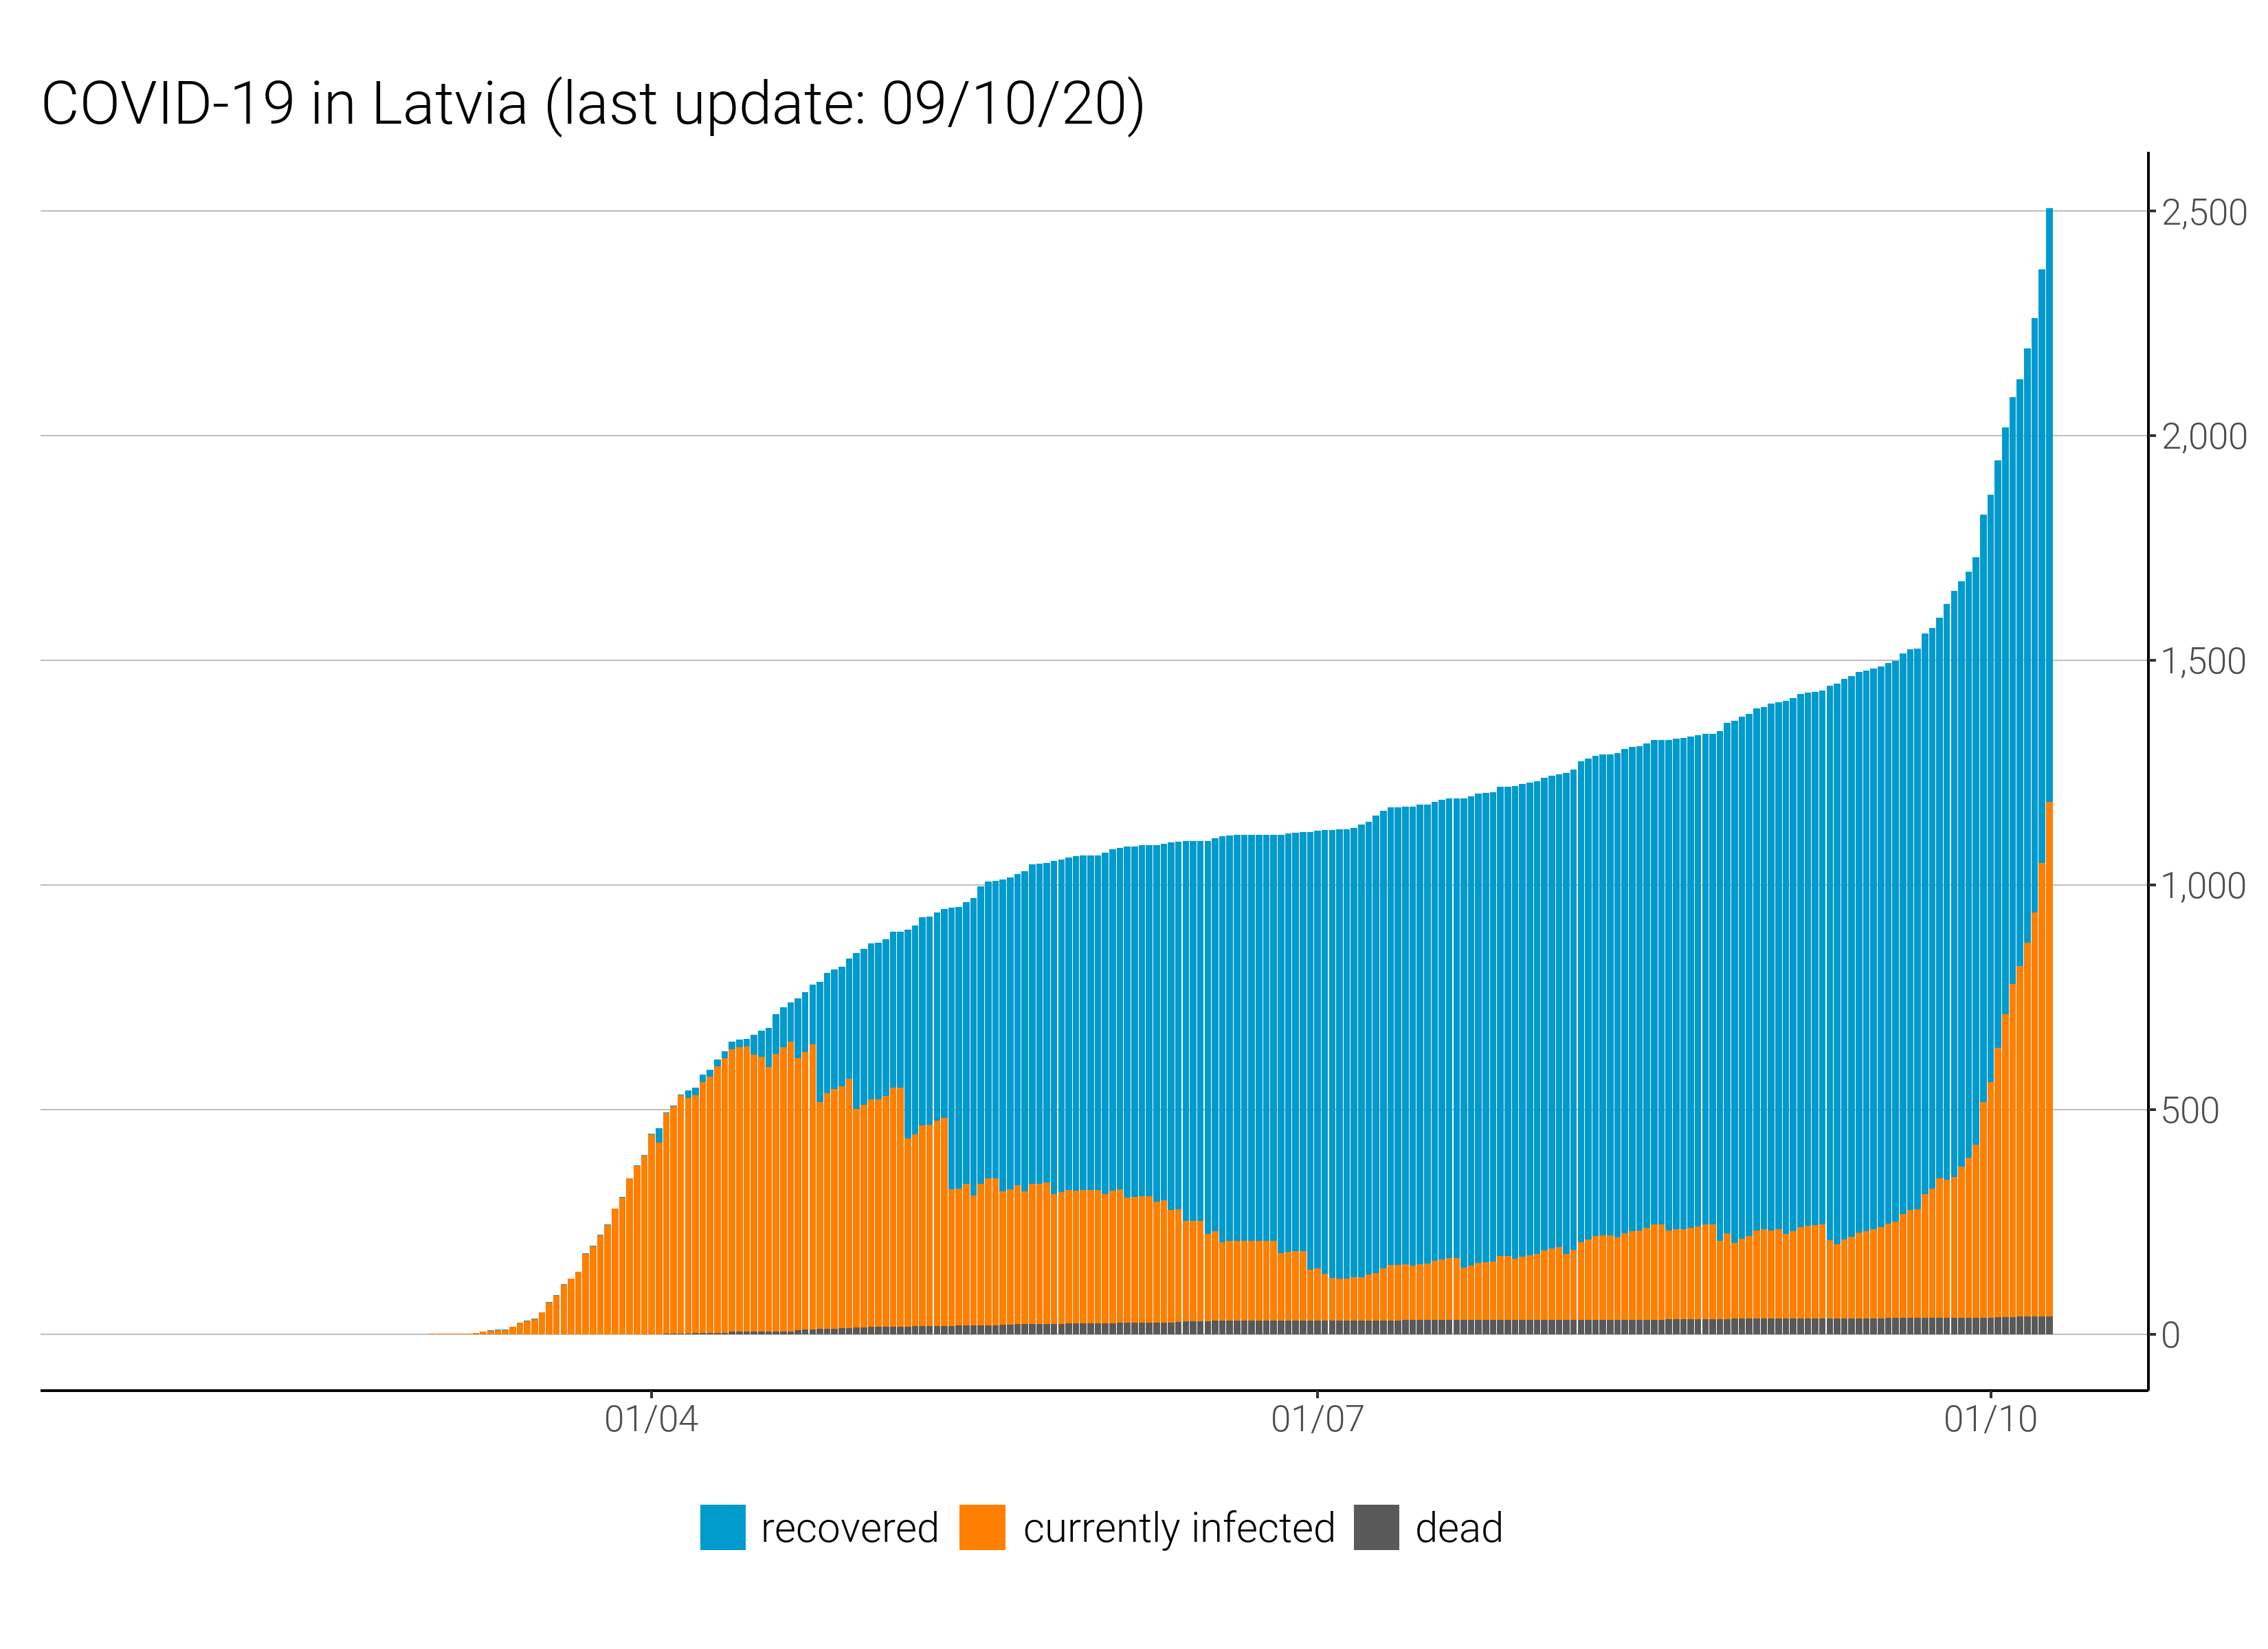 COVID-19 in Latvia (last update: 09/10/20)
2,500
2,000
1,500
1,000
500
0
01/04 01/07 01/10
recovered currently infected dead